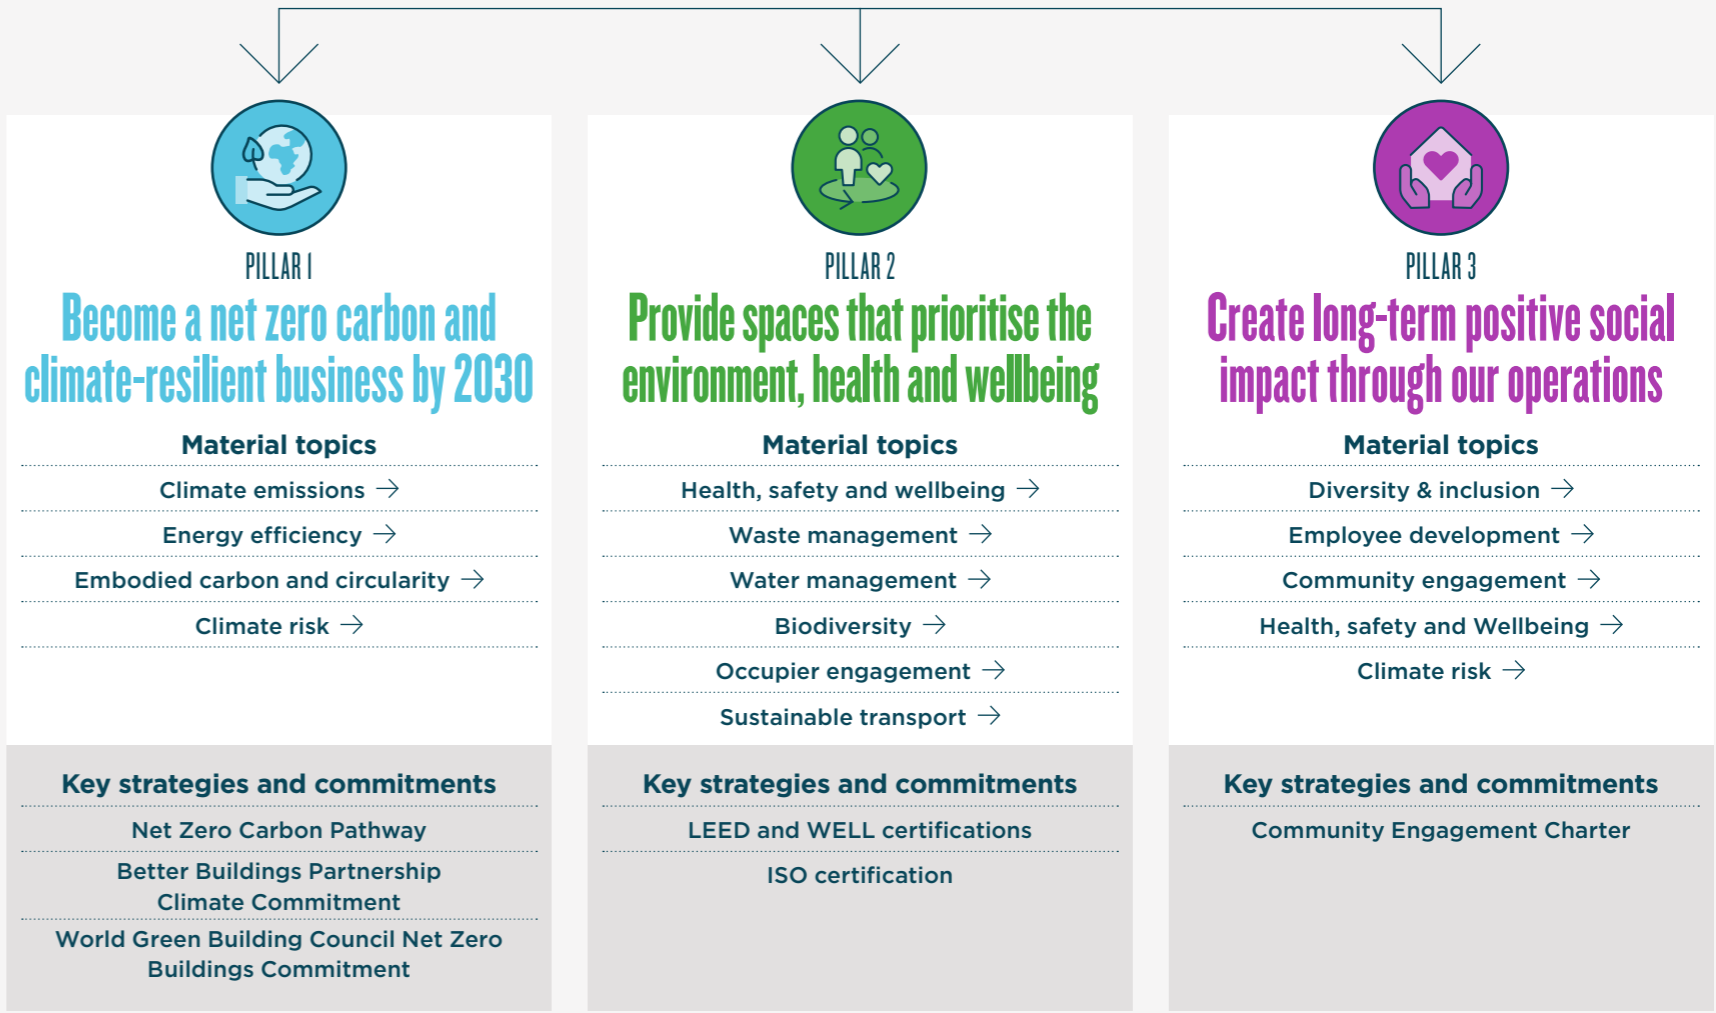 PILLAR 1
Become a net zero carbon and
climate-resilient business by 2030
Material topics
Climate emissions →
Energy efficiency →
Embodied carbon and circularity →
Climate risk →
Key strategies and commitments
Net Zero Carbon Pathway
Better Buildings Partnership
Climate Commitment
World Green Building Council Net Zero
Buildings Commitment
PILLAR 2
Provide spaces that prioritise the
environment, health and wellbeing
Material topics
Health, safety and wellbeing →
Waste management →
Water management →
Biodiversity →
Occupier engagement →
Sustainable transport →
Key strategies and commitments
LEED and WELL certifications
ISO certification
PILLAR 3
Create long-term positive social
impact through our operations
Material topics
Diversity & inclusion →
Employee development →
Community engagement →
Health, safety and Wellbeing →
Climate risk →
Key strategies and commitments
Community Engagement Charter